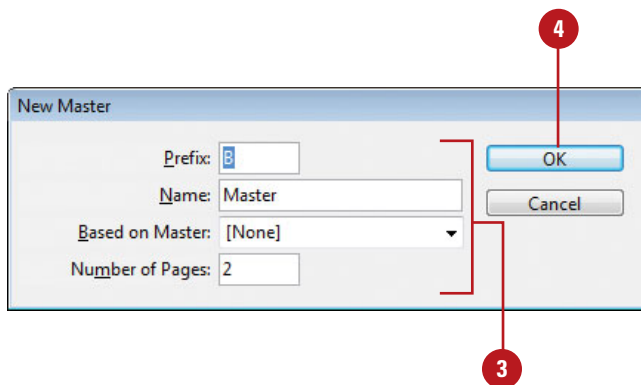 4
New Master
Prefix: B
OK
Name: Master
Cancel
Based on Master: [None]
Number of Pages: 2
3